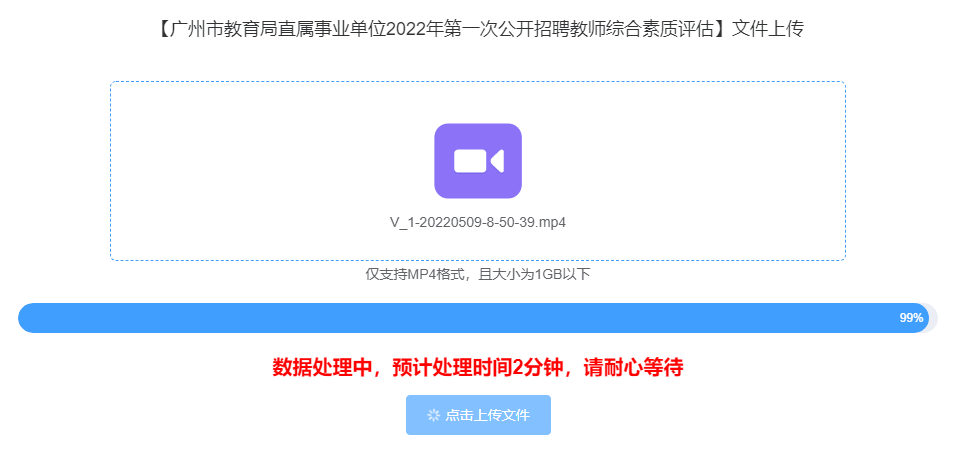 【广州市教育局直属事业单位2022年第一次公开招聘教师综合素质评估】文件上传
V_1-20220509-8-50-39.mp4
仅支持MP4格式，且大小为1GB以下
99%
数据处理中，预计处理时间2分钟，请耐心等待
点击上传文件